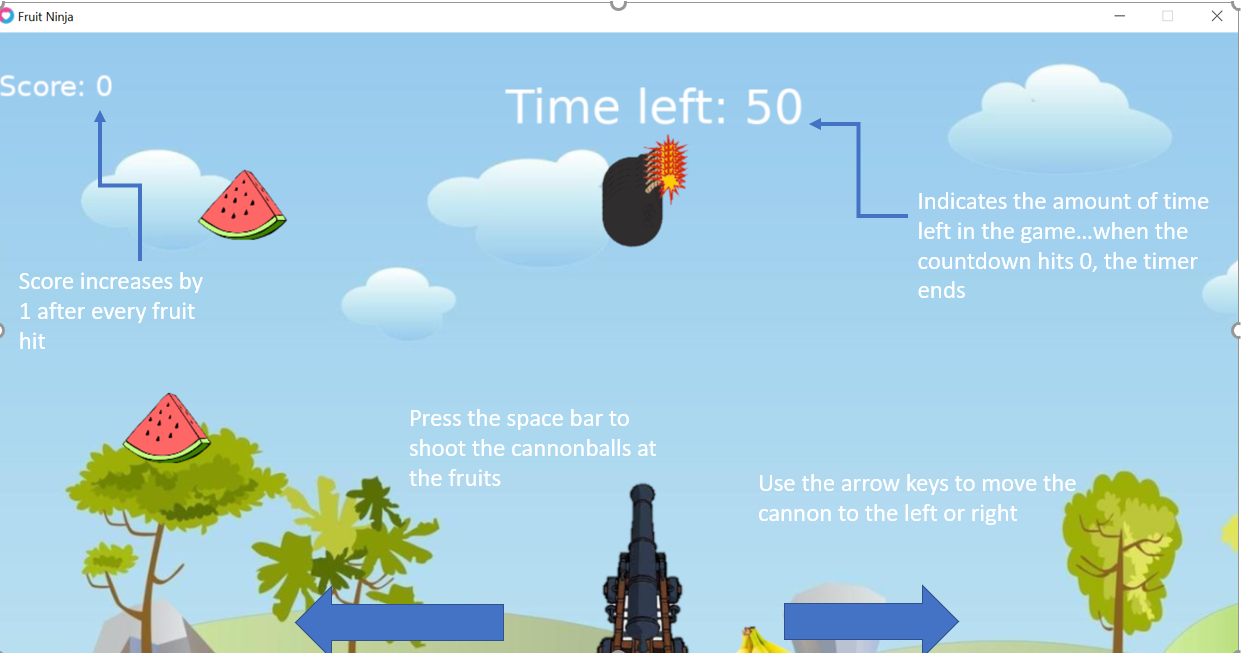 Fruit Ninja
Score: 0
Time left: 50
Indicates the amount of time
left in the game...when the
countdown hits 0, the timer
ends
Score increases by
1 after every fruit
hit
Press the space bar to
shoot the cannonballs at
the fruits
Use the arrow keys to move the
cannon to the left or right